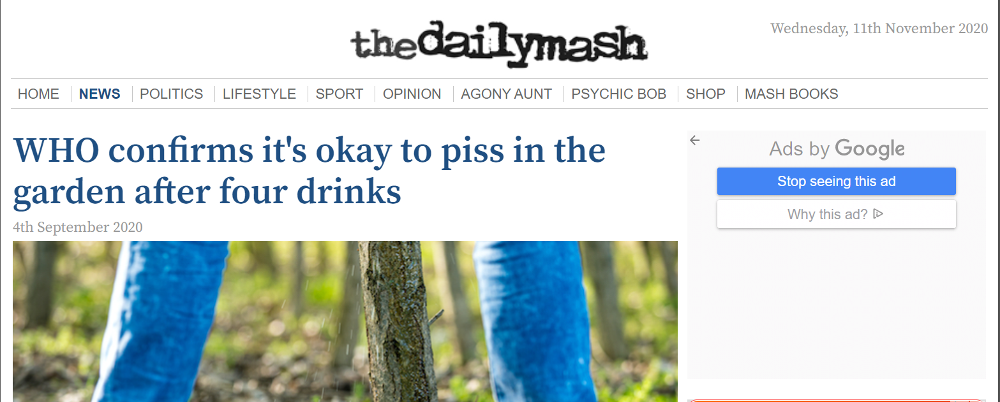 thedailymash
Wednesday, 11th November 2020
HOME NEWS POLITICS LIFESTYLE SPORT OPINION AGONY AUNT PSYCHIC BOB SHOP MASH BOOKS
WHO confirms it's okay to piss in the
garden after four drinks
4th September 2020
Ads by Google
Stop seeing this ad
Why this ad?